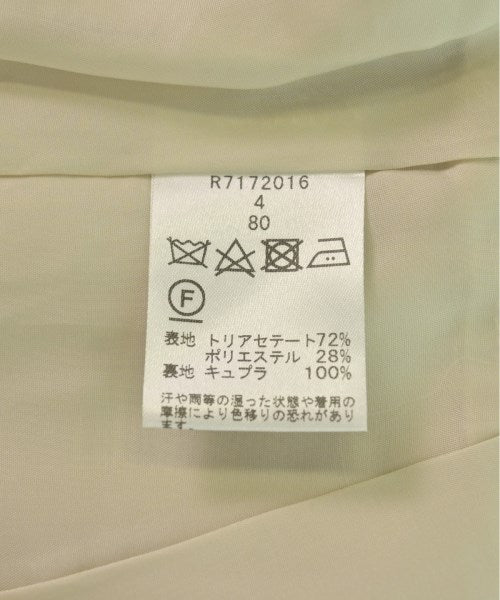 R7172016
4
80
F
表地 トリアセテート72%
ポリエステル 28%
裏地 キュプラ 100%
汗や雨等の湿った状態や着用の
摩擦により色移りの恐れがあり
ます。